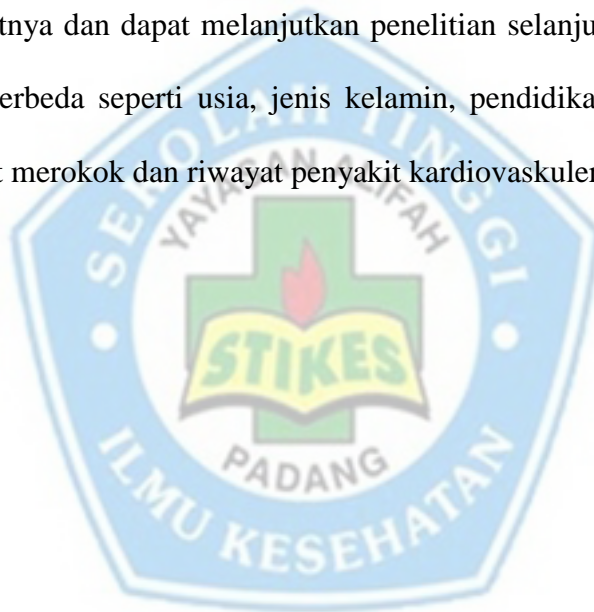 tnya dan dapat melanjutkan penelitian selanju
erbeda seperti usia, jenis kelamin, pendidika
t merokok dan riwayat penyakit kardiovaskuler
SEKOLAH TINGGI
YAYASAN ALIFAH
STIKES
PADANG
ILMU KESEHATAN